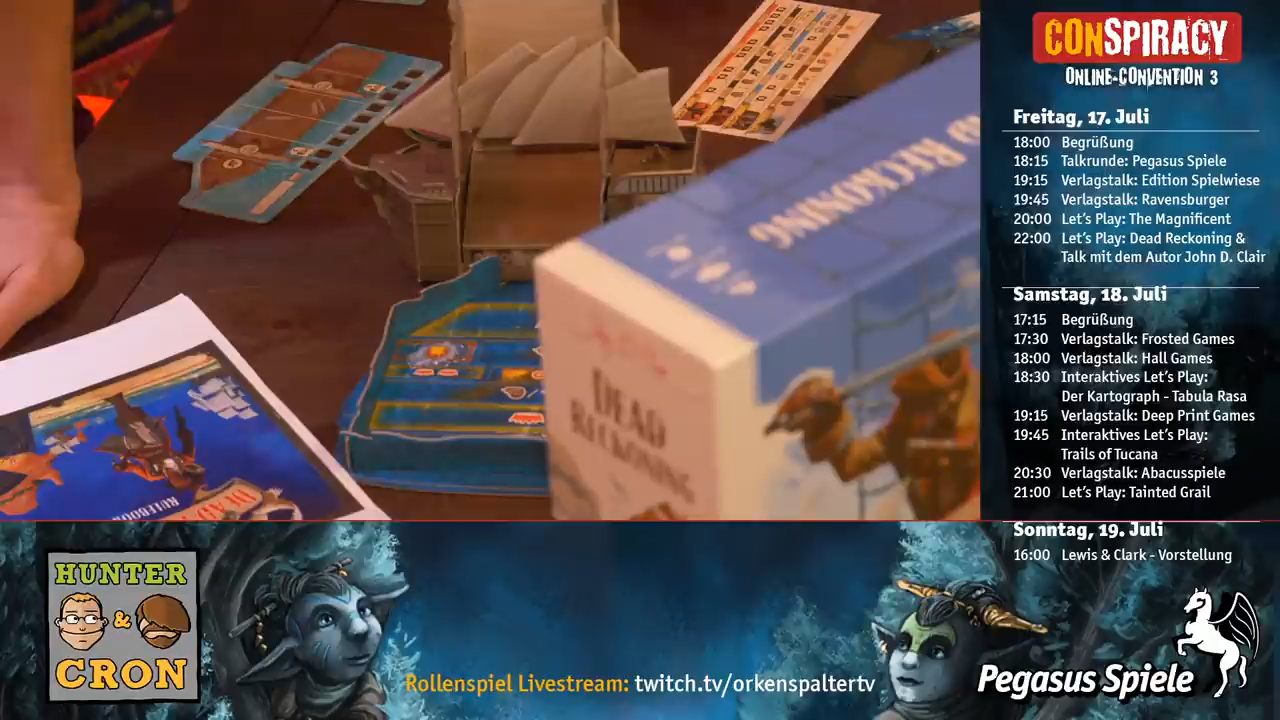 RECKONING
DEAD
RECKONING
CONSPIRACY
ONLINE-CONVENTION 3
Freitag, 17. Juli
18:00 Begrüßung
18:15 Talkrunde: Pegasus Spiele
19:15 Verlagstalk: Edition Spielwiese
19:45 Verlagstalk: Ravensburger
20:00 Let's Play: The Magnificent
22:00 Let's Play: Dead Reckoning &
Talk mit dem Autor John D. Clair
Samstag, 18. Juli
17:15 Begrüßung
17:30 Verlagstalk: Frosted Games
18:00 Verlagstalk: Hall Games
18:30 Interaktives Let's Play:
Der Kartograph - Tabula Rasa
19:15 Verlagstalk: Deep Print Games
19:45 Interaktives Let's Play:
Trails of Tucana
20:30 Verlagstalk: Abacusspiele
21:00 Let's Play: Tainted Grail
Sonntag, 19. Juli
16:00 Lewis & Clark - Vorstellung
HUNTER
&
CRON
Rollenspiel Livestream: twitch.tv/orkenspaltertv
Pegasus Spiele